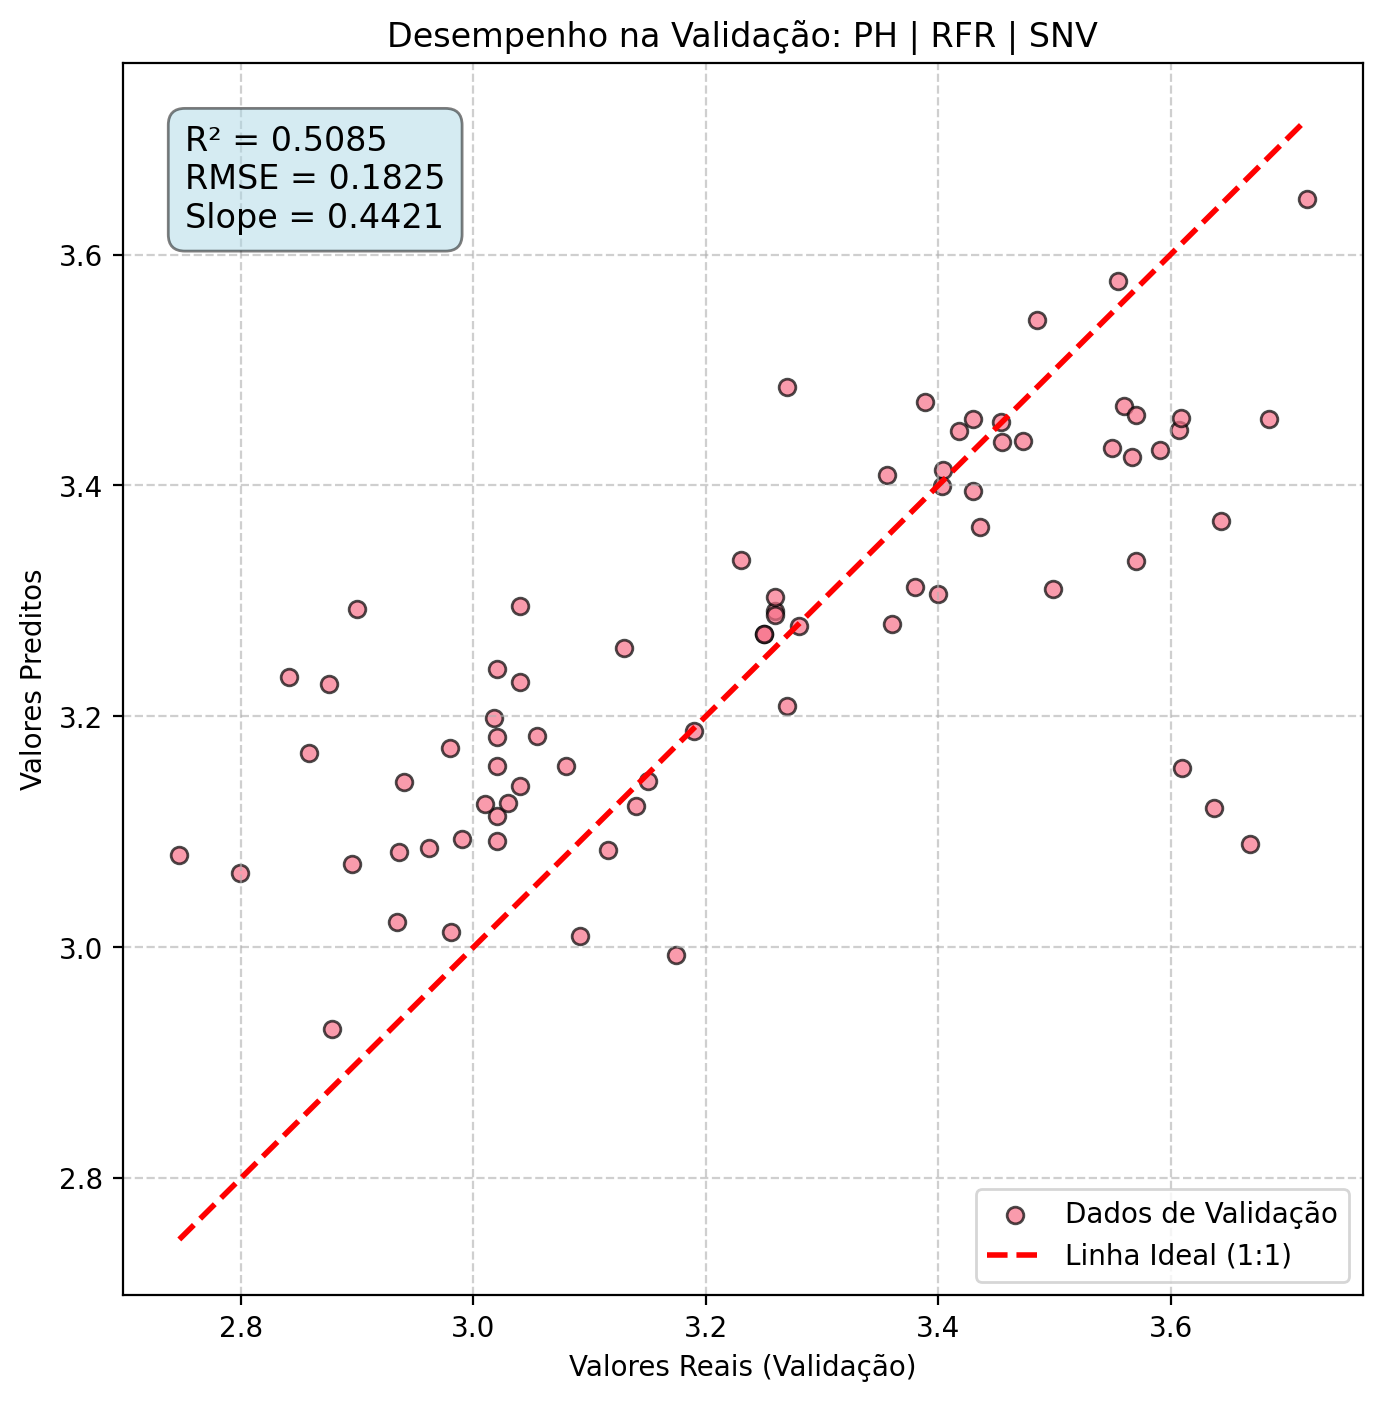 Desempenho na Validação: PH | RFR | SNV
R² = 0.5085
RMSE = 0.1825
Slope = 0.4421
3.6
3.4
3.2
3.0
2.8
Valores Preditos
Dados de Validação
Linha Ideal (1:1)
2.8 3.0 3.2 3.4 3.6
Valores Reais (Validação)